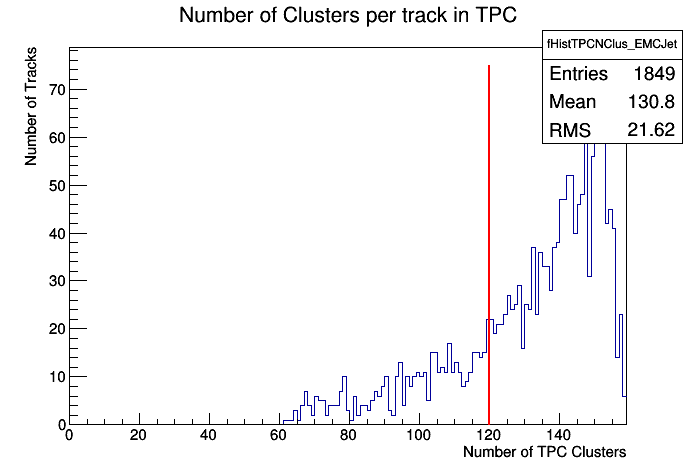 Number of Clusters per track in TPC
fHistTPCNClus_EMCJet
Entries 1849
Mean 130.8
RMS 21.62
Number of Tracks
70
60
50
40
30
20
10
0
0 20 40 60 80 100 120 140
Number of TPC Clusters